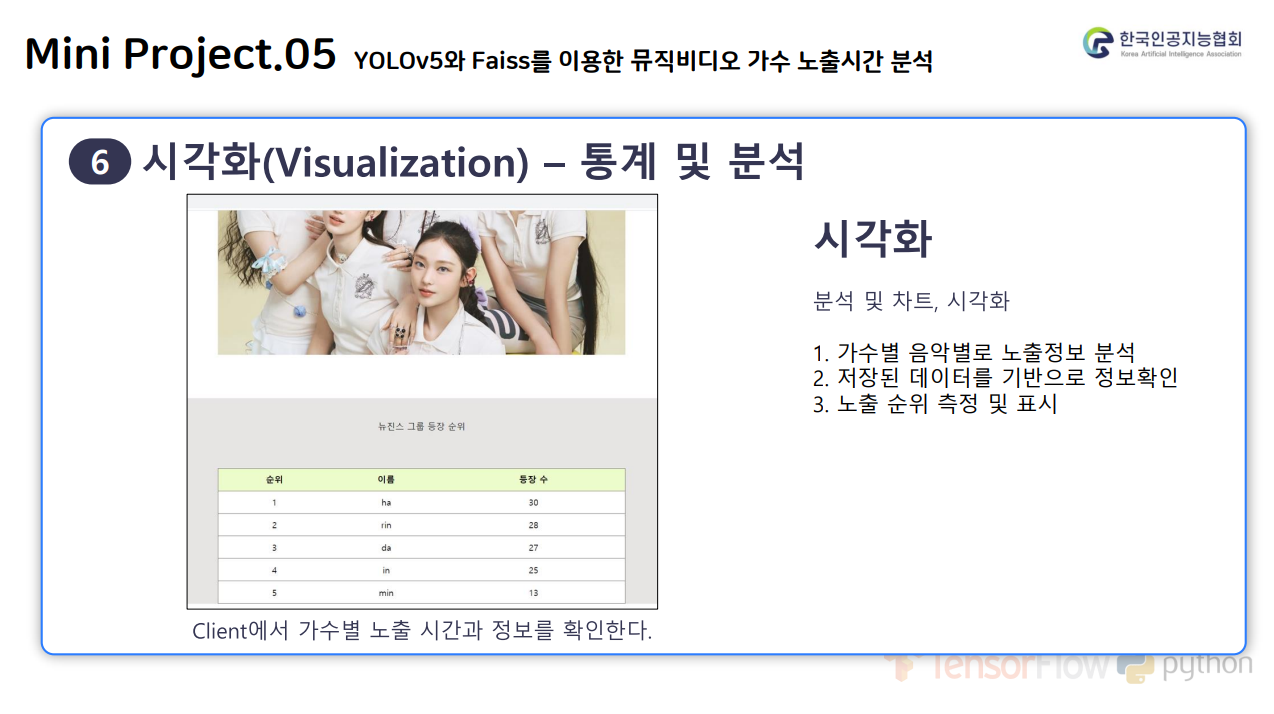 Mini Project.05 YOLOv5와 Faiss를 이용한 뮤직비디오 가수 노출시간 분석
한국인공지능협회
Korea Artificial Intelligence Association
6 시각화(Visualization) – 통계 및 분석
뉴진스 그룹 등장 순위
순위 이름 등장 수
1 ha 30
2 rin 28
3 da 27
4 in 25
5 min 13
Client에서 가수별 노출 시간과 정보를 확인한다.
시각화
분석 및 차트, 시각화
1. 가수별 음악별로 노출정보 분석
2. 저장된 데이터를 기반으로 정보확인
3. 노출 순위 측정 및 표시
TensorFlow python